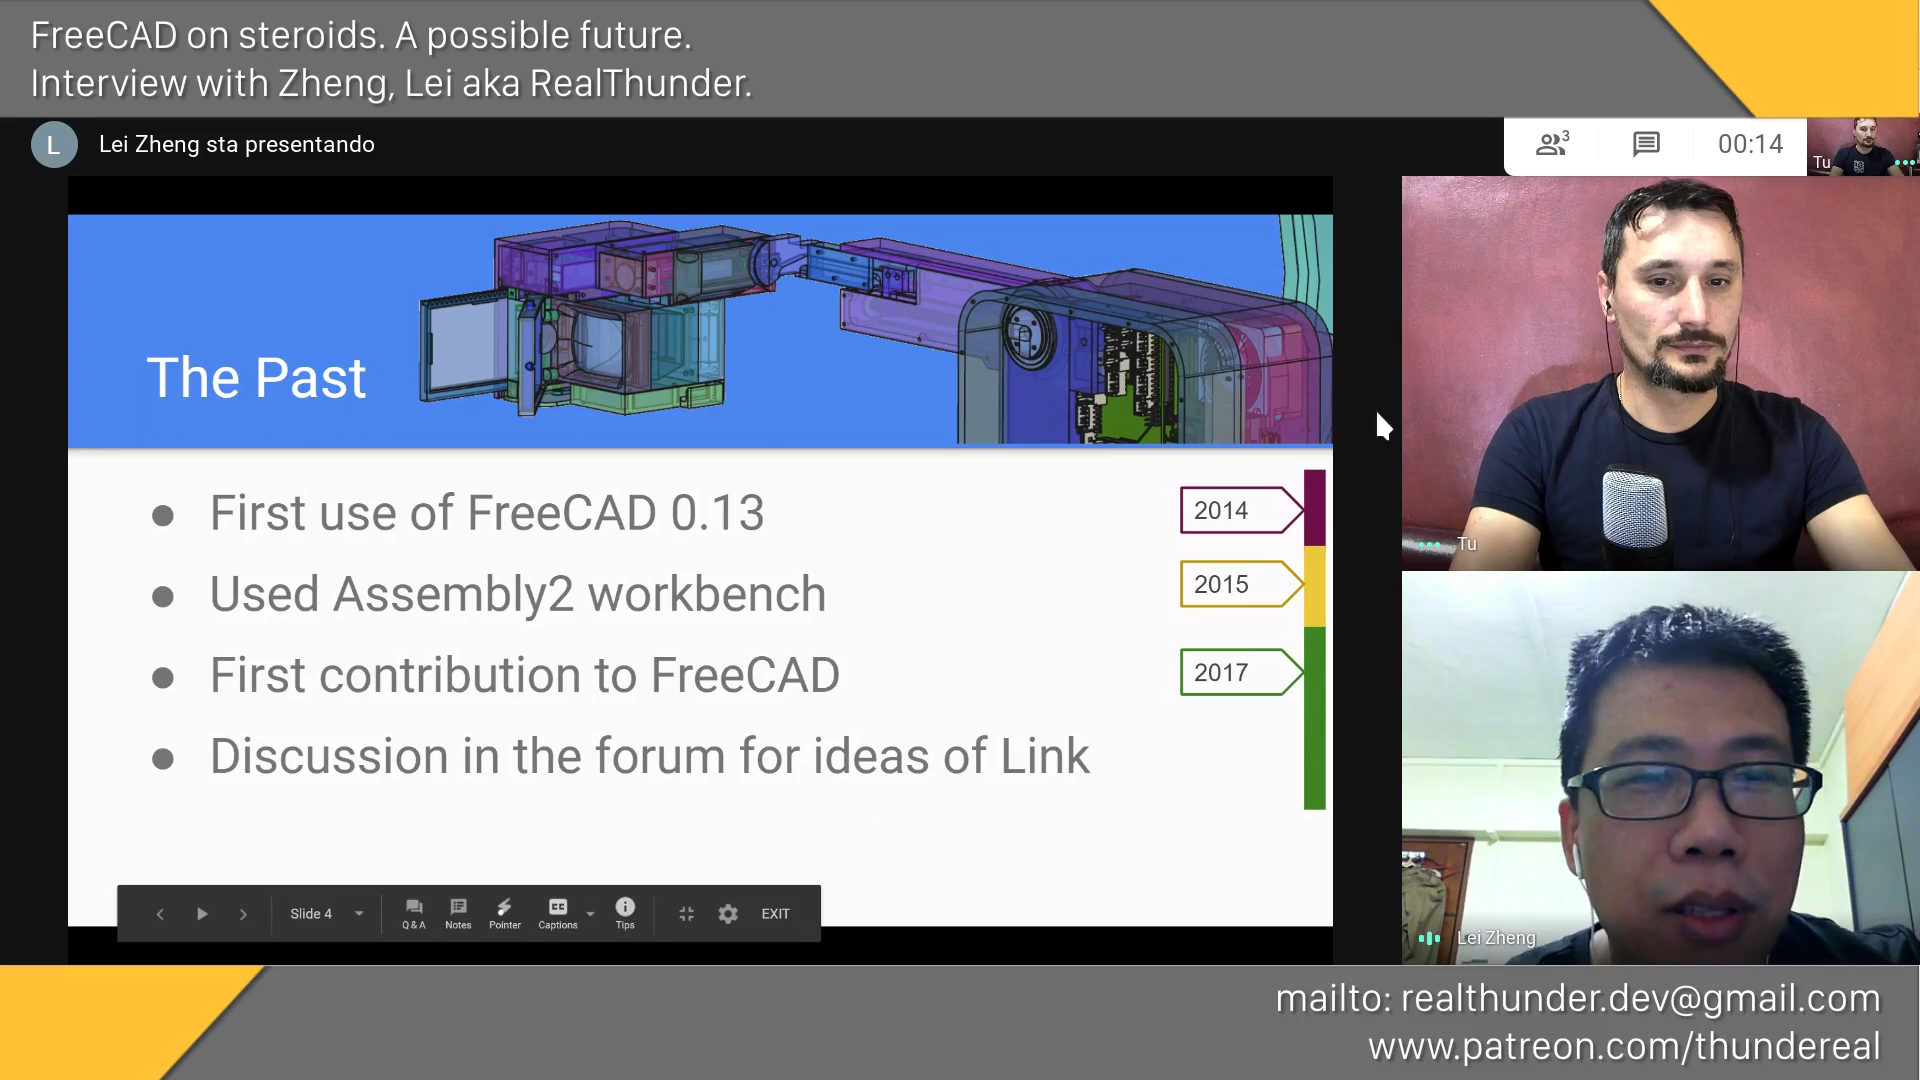 FreeCAD on steroids. A possible future.
Interview with Zheng, Lei aka RealThunder.
L
Lei Zheng sta presentando
3
00:14
Tu
The Past
First use of FreeCAD 0.13
Used Assembly2 workbench
First contribution to FreeCAD
Discussion in the forum for ideas of Link
2014
2015
2017
Tu
Slide 4
Q & A
Notes
Pointer
CC
Captions
Tips
EXIT
Lei Zheng
mailto: realthunder.dev@gmail.com
www.patreon.com/thundereal